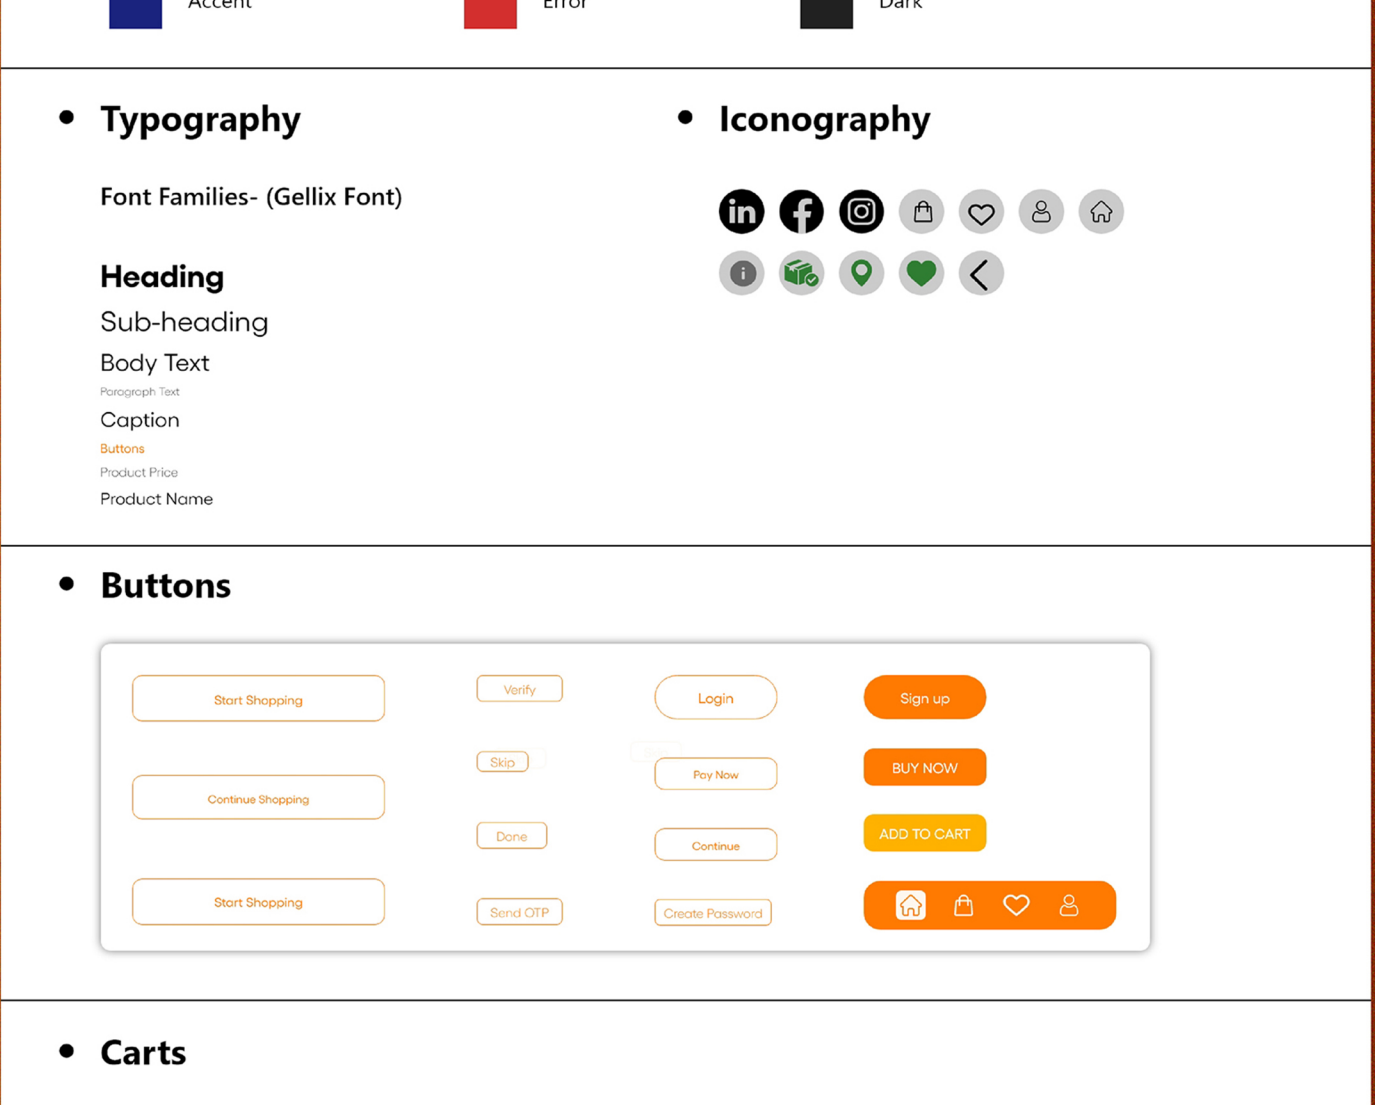 Accent
Error
Dark
• Typography
• Iconography
Font Families- (Gellix Font)
in
f
i
Heading
Sub-heading
Body Text
Paragraph Text
Caption
Buttons
Product Price
Product Name
• Buttons
Start Shopping
Verify
Login
Sign up
Skip
Pay Now
BUY NOW
Continue Shopping
Done
Continue
ADD TO CART
Start Shopping
Send OTP
Create Password
• Carts